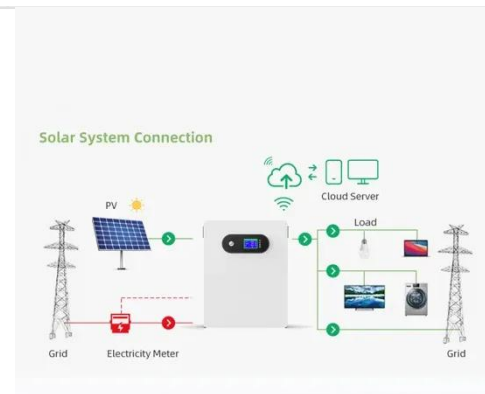 Solar System Connection
Cloud Server
PV
Load
Grid
Electricity Meter
Grid